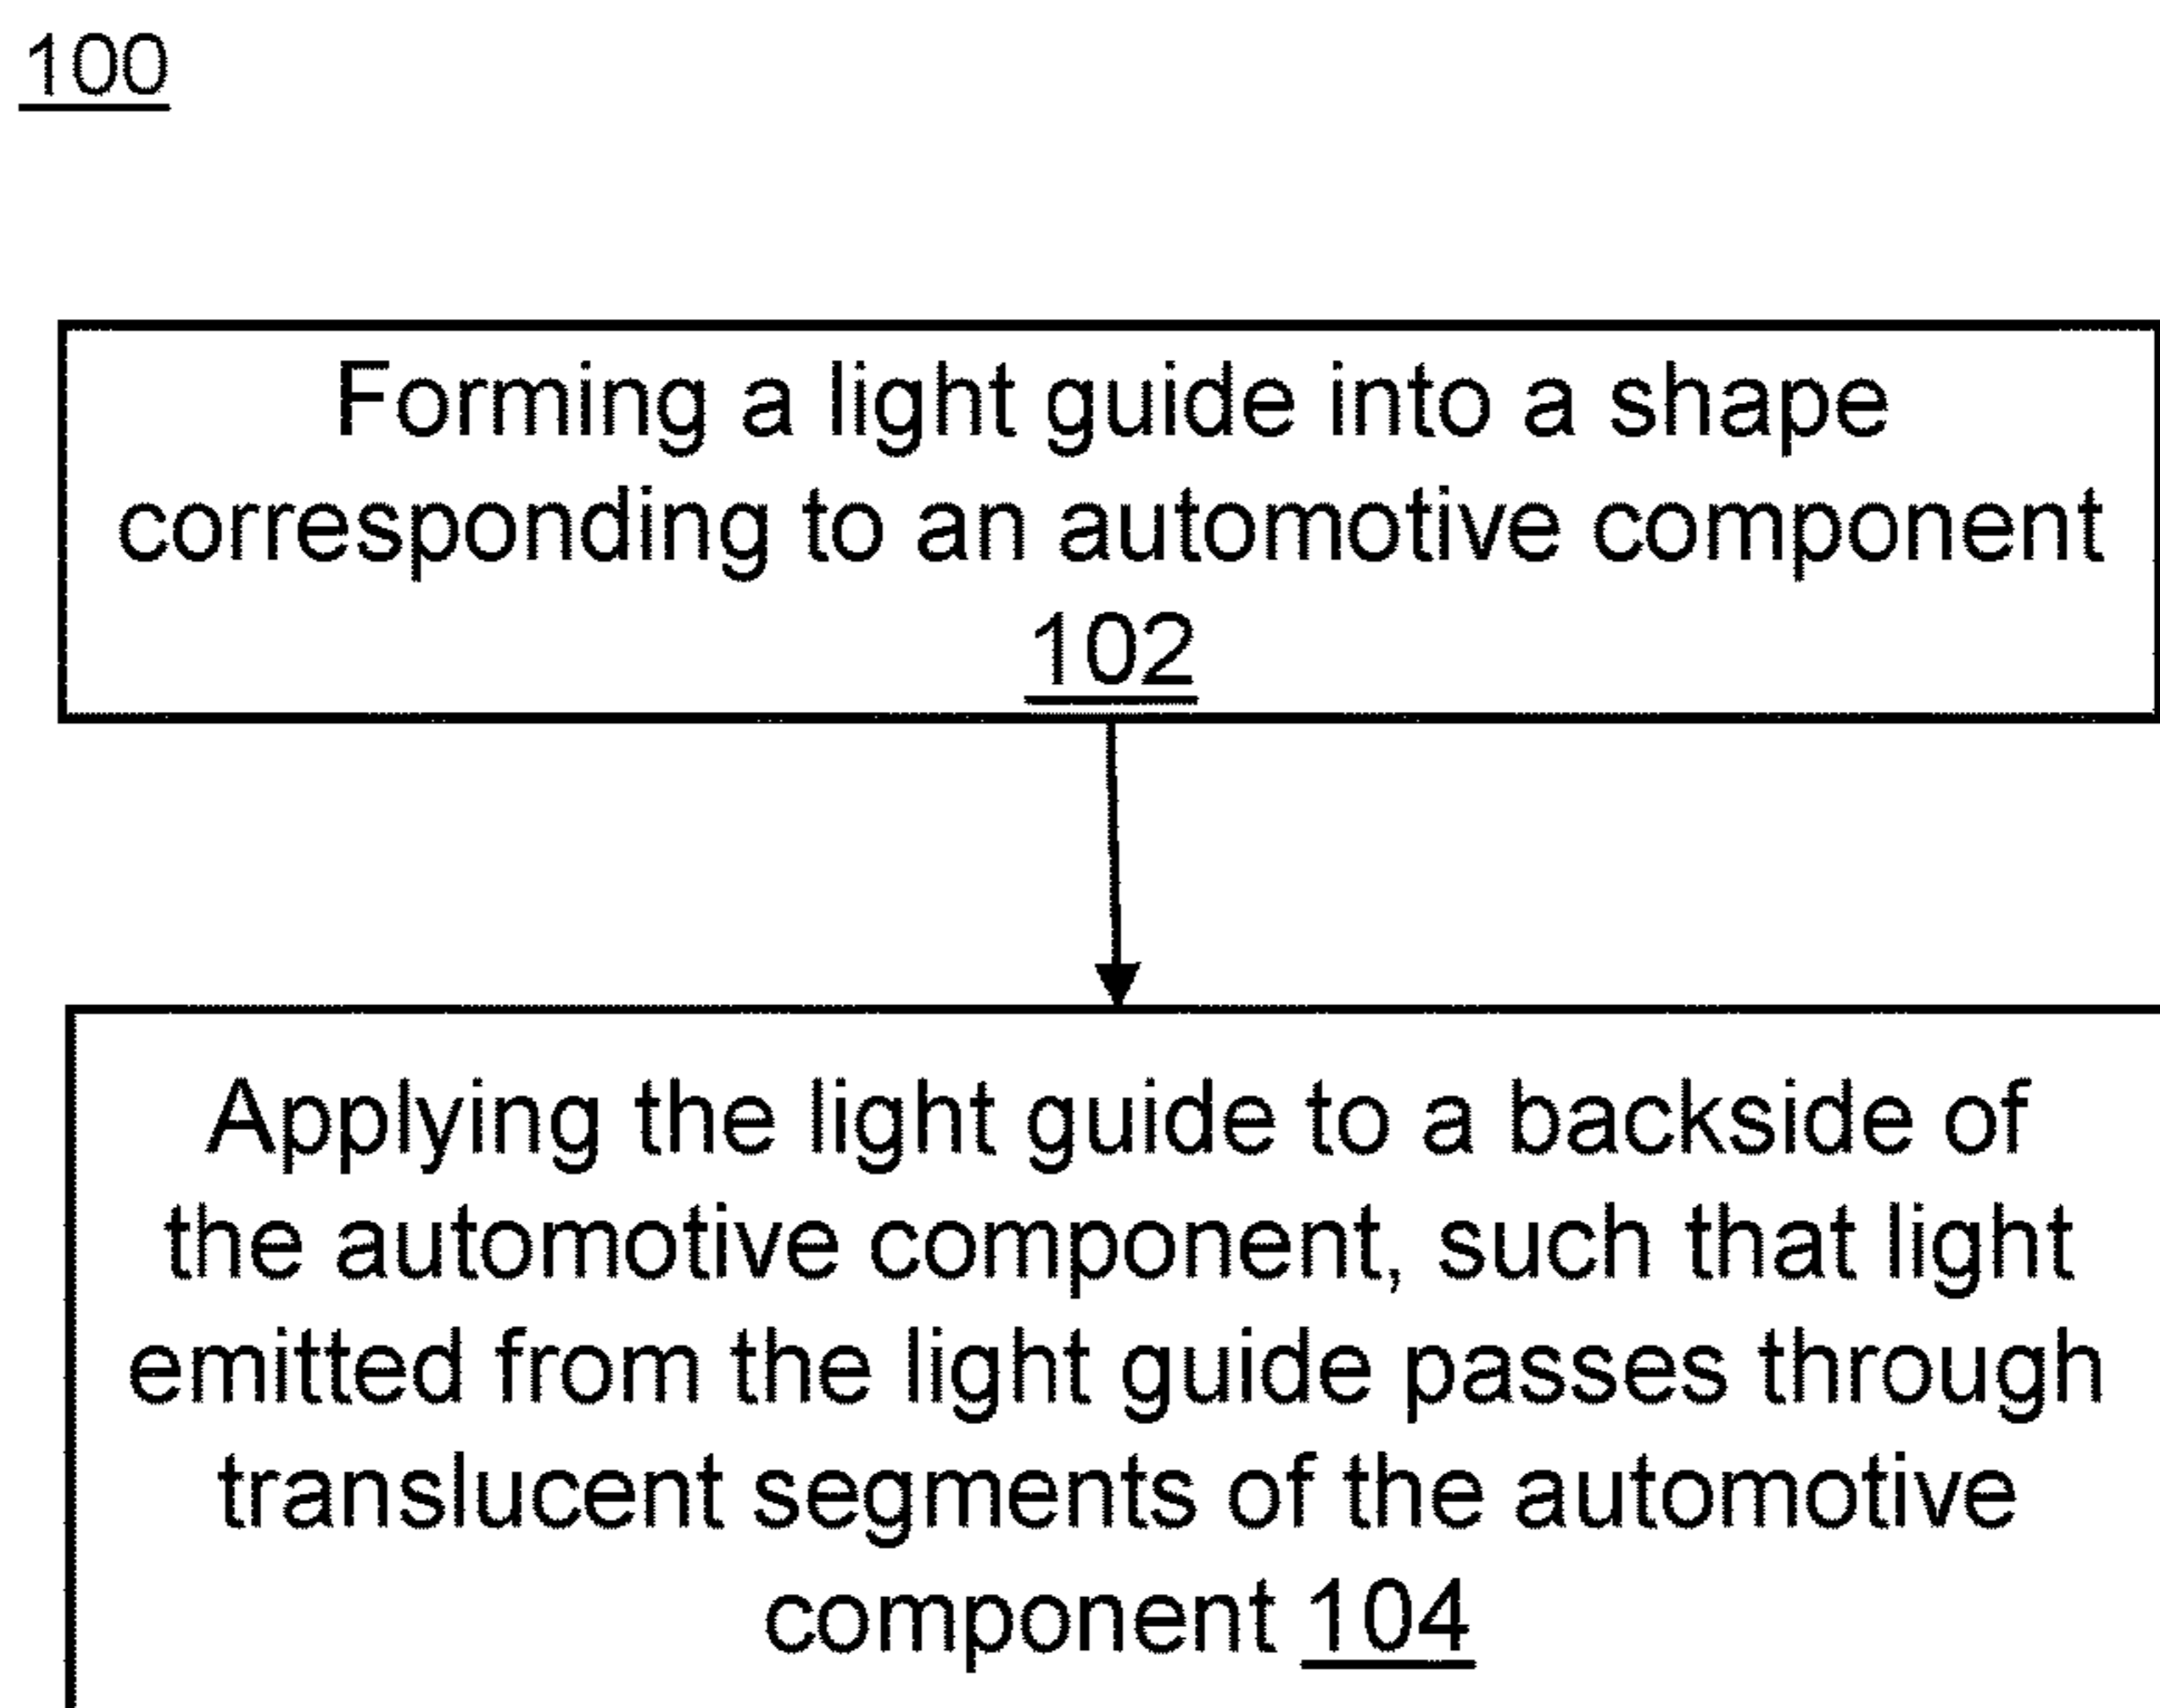 100
Forming a light guide into a shape
corresponding to an automotive component
102
Applying the light guide to a backside of
the automotive component, such that light
emitted from the light guide passes through
translucent segments of the automotive
component 104